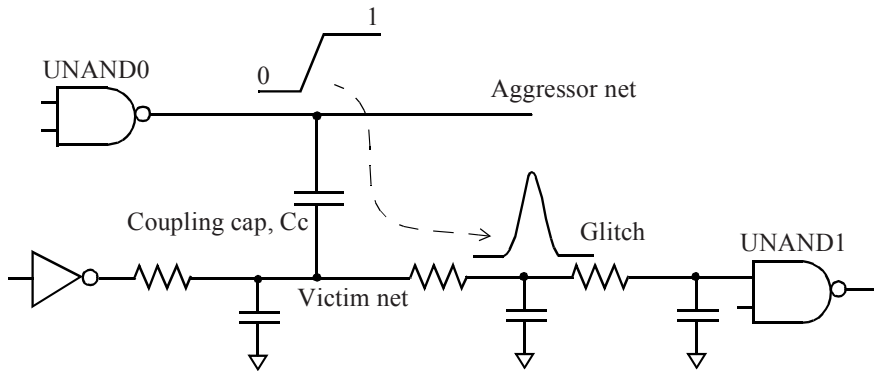 1
UNAND0
0
Aggressor net
Coupling cap, Cc
Glitch
UNAND1
Victim net